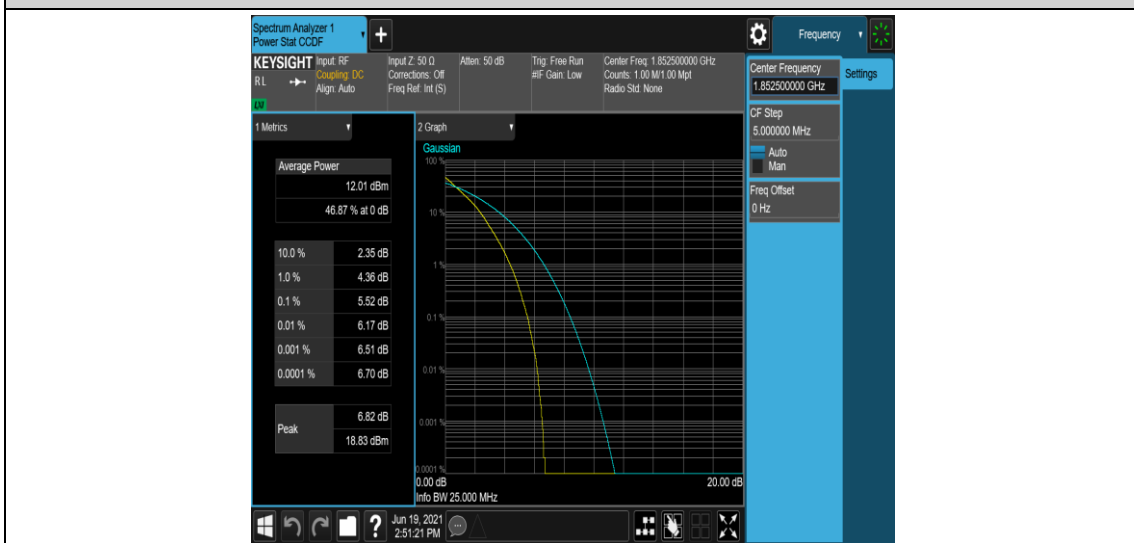 Spectrum Analyzer 1
Power Stat CCDF
+
Frequency
KEYSIGHT
RL
LXI
Input: RF
Coupling: DC
Align: Auto
Input Z: 50 Ω
Corrections: Off
Freq Ref: Int (S)
Atten: 50 dB
Trig: Free Run
#IF Gain: Low
Center Freq: 1.852500000 GHz
Counts: 1.00 M/1.00 Mpt
Radio Std: None
Center Frequency
1.852500000 GHz
Settings
CF Step
5.000000 MHz
Auto
Man
Freq Offset
0 Hz
1 Metrics
Average Power
12.01 dBm
46.87 % at 0 dB
10.0 % 2.35 dB
1.0 % 4.36 dB
0.1 % 5.52 dB
0.01 % 6.17 dB
0.001 % 6.51 dB
0.0001 % 6.70 dB
Peak
6.82 dB
18.83 dBm
2 Graph
Gaussian
100 %
10 %
1 %
0.1 %
0.01 %
0.001 %
0.0001 %
0.00 dB 20.00 dB
Info BW 25.000 MHz
?
Jun 19, 2021
2:51:21 PM